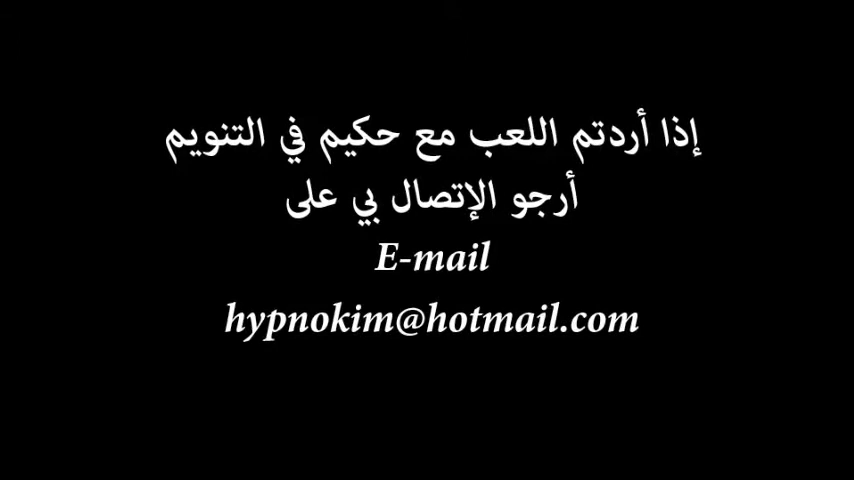 إذا أردتم اللعب مع حكيم في التنويم
أرجو الإتصال بي على
E-mail
hypnokim@hotmail.com